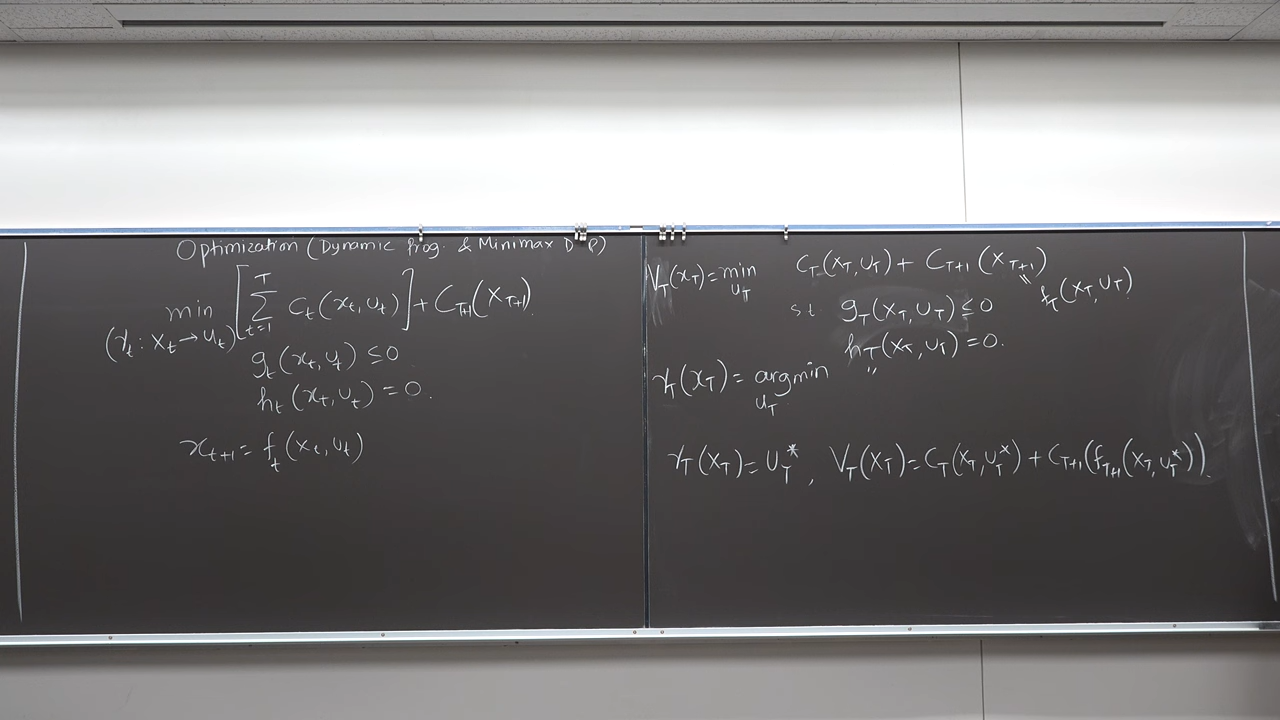 Optimization (Dynamic Prog. & Minimax D P)
min [ T Σ t=1 C_t (x_t, u_t) ] + C_{T+1} (X_{T+1})
(γ_t : X_t → U_t)
g_t (x_t, u_t) ≤ 0
h_t (x_t, u_t) = 0.
x_{t+1} = f_t (x_t, u_t)
V_T (x_T) = min u_T C_T (x_T, u_T) + C_{T+1} (X_{T+1})
" f_T (x_T, u_T)
s.t. g_T (x_T, u_T) ≤ 0
h_T (x_T, u_T) = 0.
γ_T (x_T) = argmin u_T "
γ_T (x_T) = u_T^* , V_T (x_T) = C_T (x_T, u_T^*) + C_{T+1} (f_{T+1} (x_T, u_T^*)).